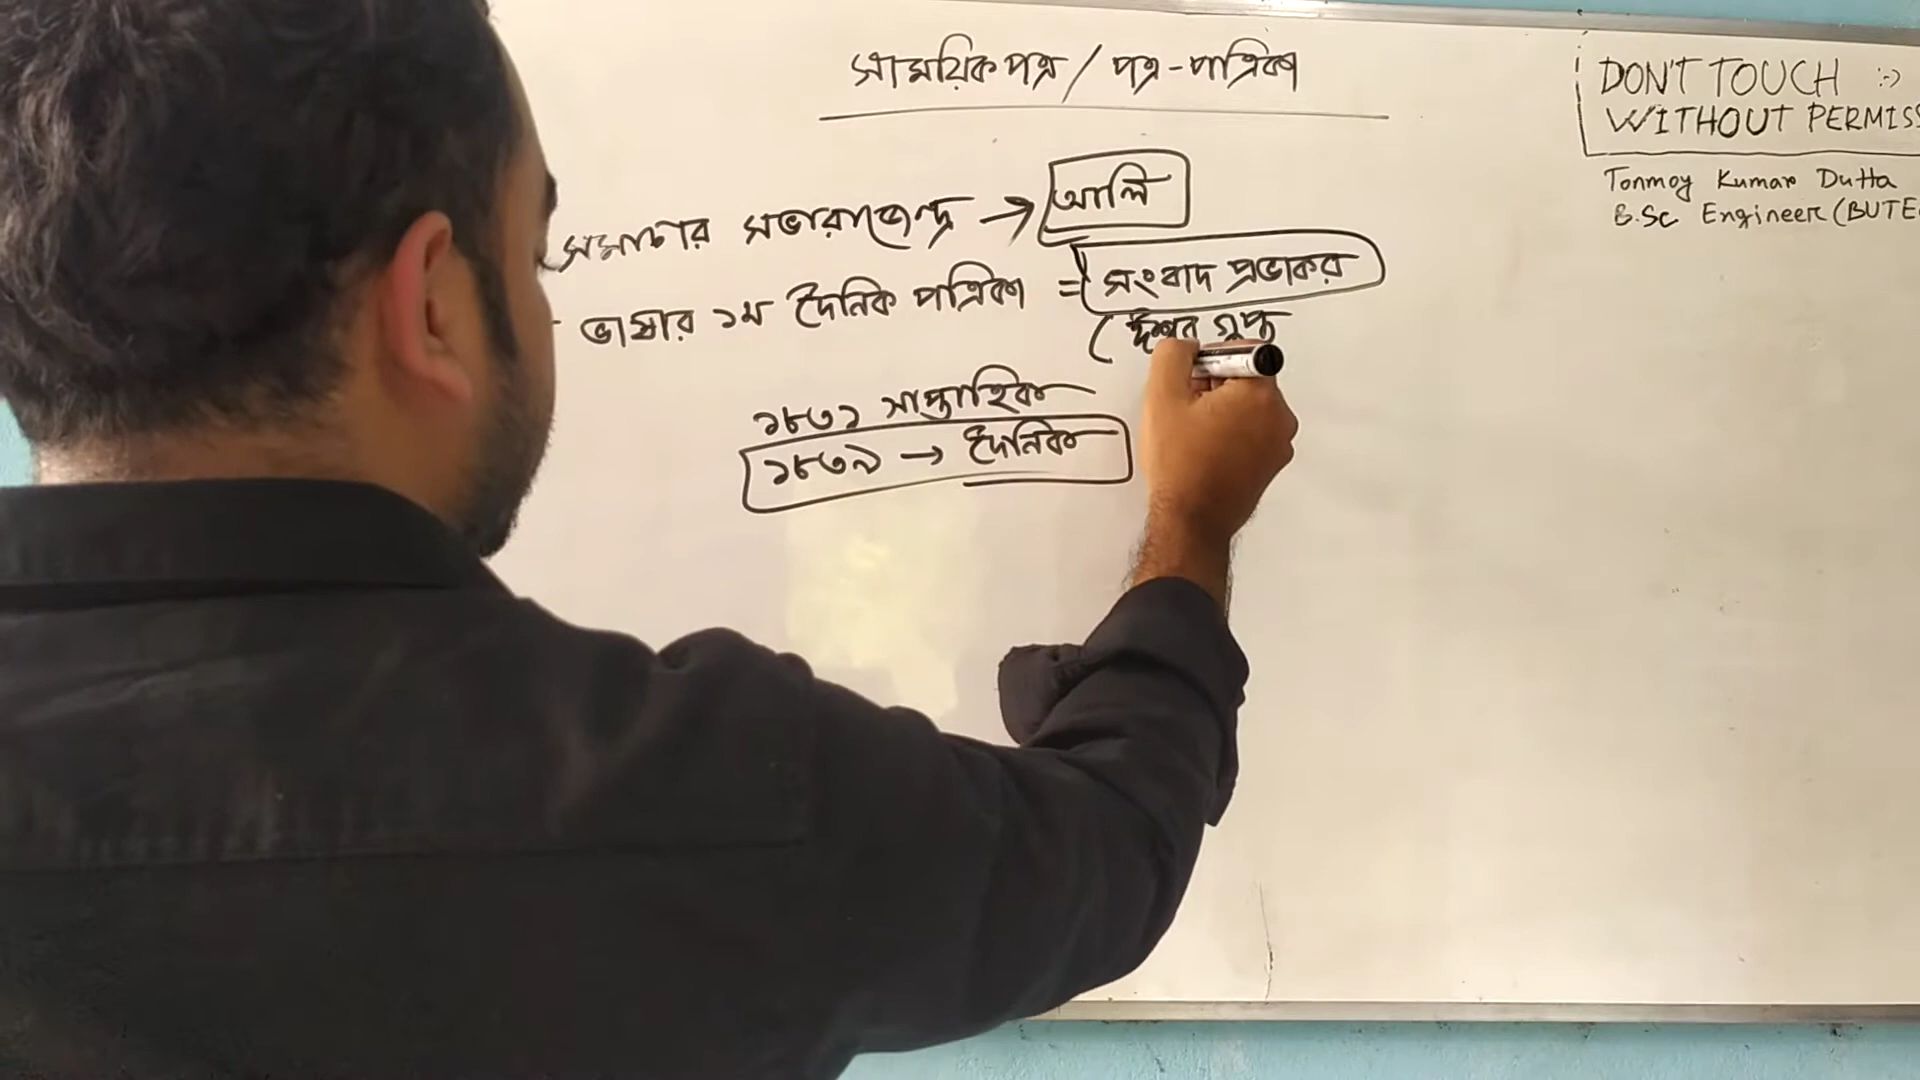 সাময়িকপত্র / পত্র-পত্রিকা
সমাচার সভারাজেন্দ্র → আলি
ভাষার ১ম দৈনিক পত্রিকা = সংবাদ প্রভাকর
( ঈশ্বর গুপ্ত
১৮৩১ সাপ্তাহিক
১৮৩৯ → দৈনিক
DON'T TOUCH :->
WITHOUT PERMISS
Tonmoy Kumar Dutta
B.Sc Engineer (BUTE